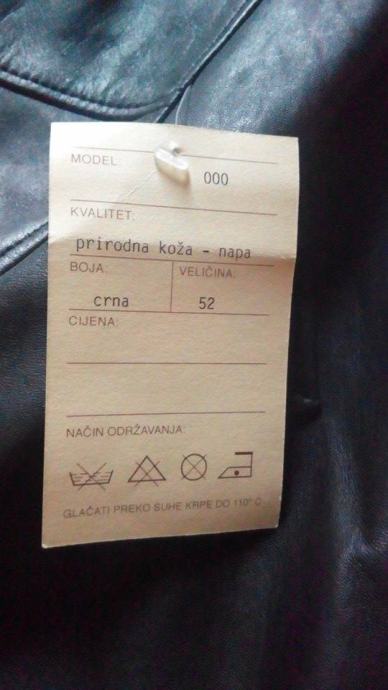 MODEL:
000
KVALITET:
prirodna koža - napa
BOJA: VELIČINA:
crna 52
CIJENA:
NAČIN ODRŽAVANJA:
GLAČATI PREKO SUHE KRPE DO 110° C